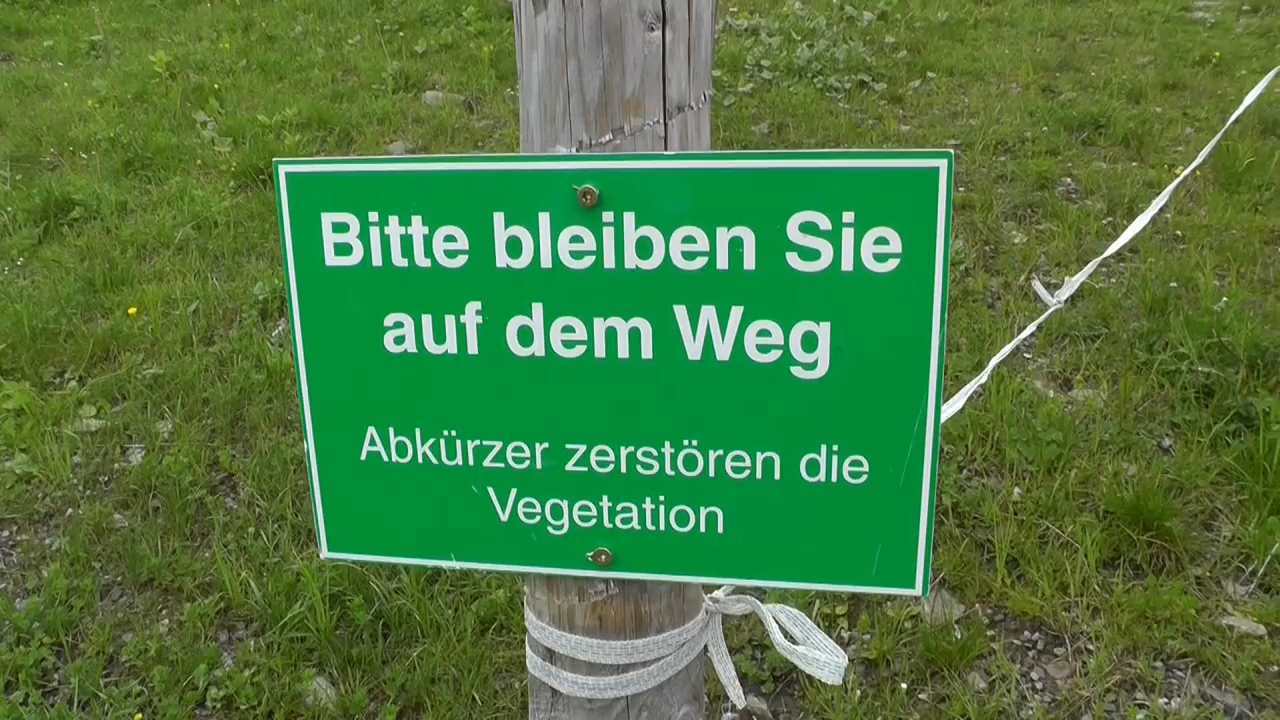 Bitte bleiben Sie
auf dem Weg
Abkürzer zerstören die
Vegetation